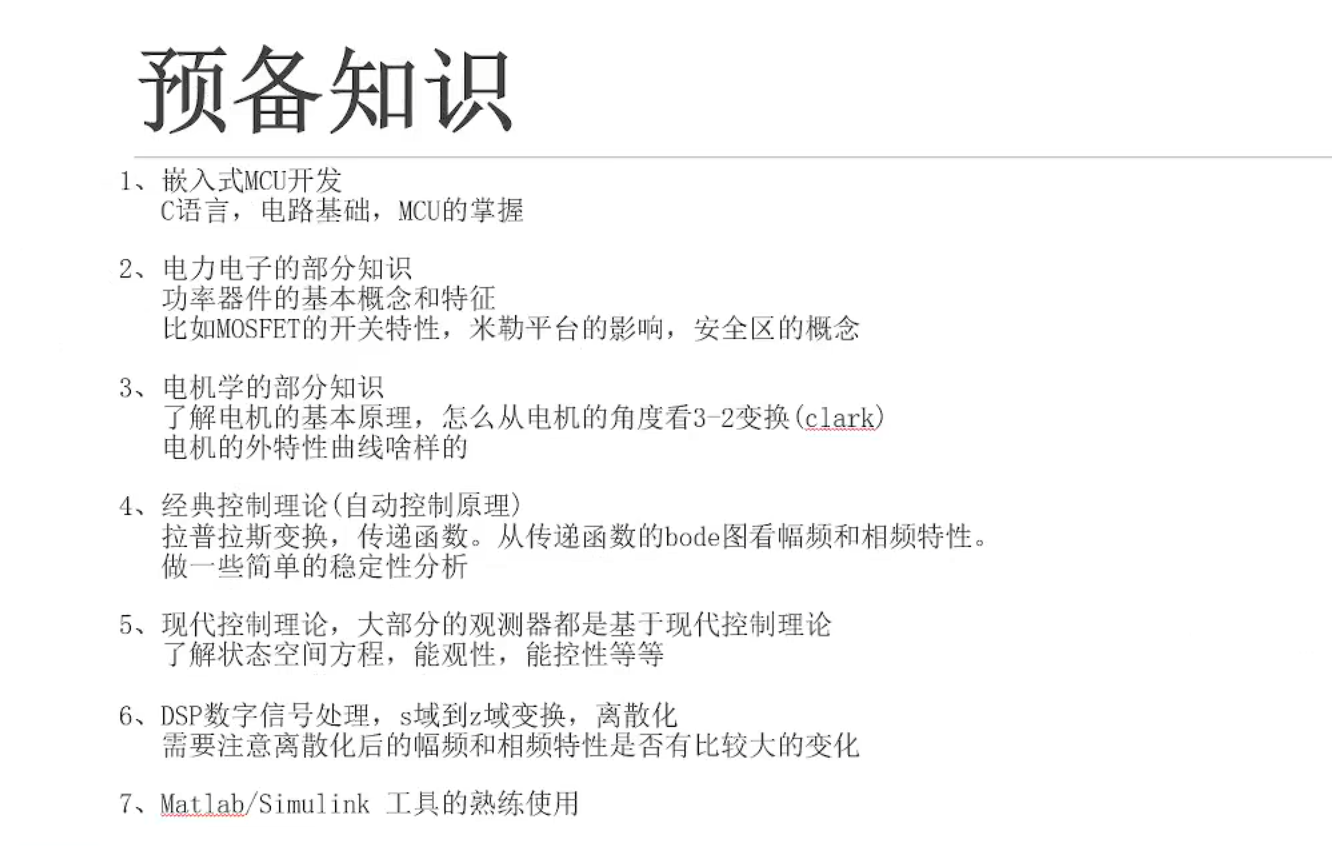 预备知识
1、嵌入式MCU开发
C语言，电路基础，MCU的掌握
2、电力电子的部分知识
功率器件的基本概念和特征
比如MOSFET的开关特性，米勒平台的影响，安全区的概念
3、电机学的部分知识
了解电机的基本原理，怎么从电机的角度看3-2变换(clark)
电机的外特性曲线啥样的
4、经典控制理论(自动控制原理)
拉普拉斯变换，传递函数。从传递函数的bode图看幅频和相频特性。
做一些简单的稳定性分析
5、现代控制理论，大部分的观测器都是基于现代控制理论
了解状态空间方程，能观性，能控性等等
6、DSP数字信号处理，s域到z域变换，离散化
需要注意离散化后的幅频和相频特性是否有比较大的变化
7、Matlab/Simulink 工具的熟练使用